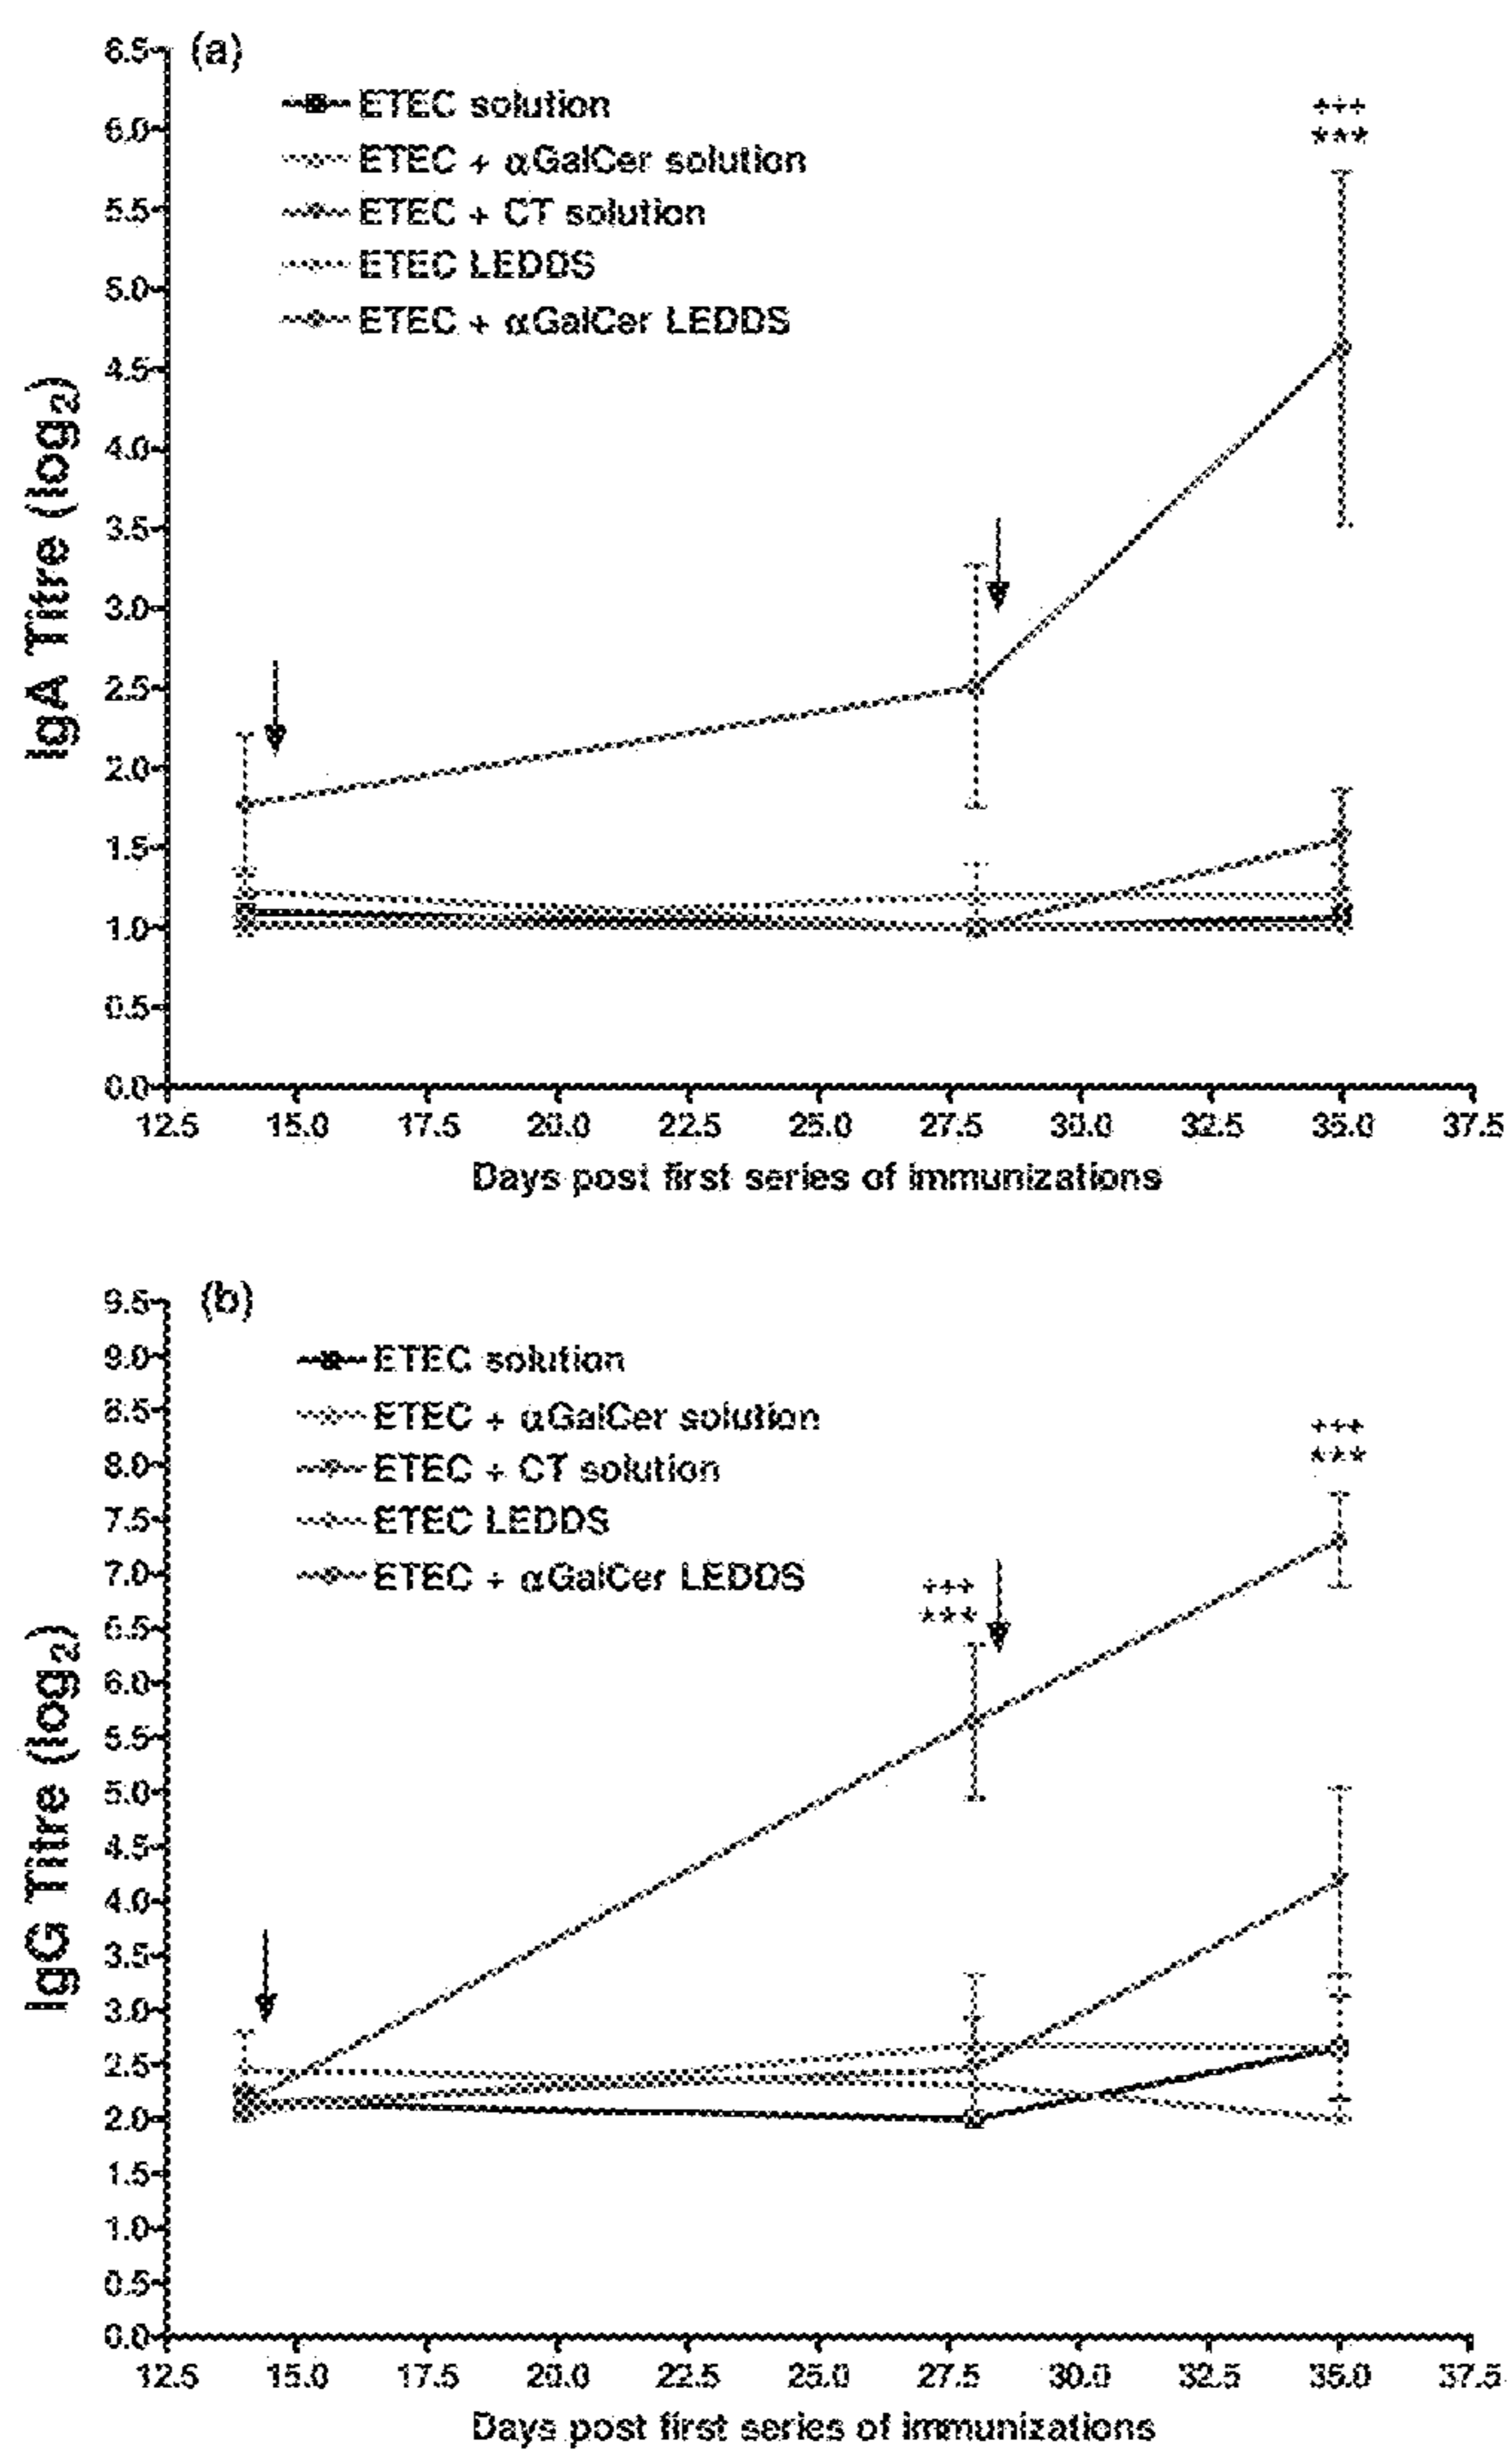 (a)
ETEC solution
ETEC + αGalCer solution
ETEC + CT solution
ETEC LEDDS
ETEC + αGalCer LEDDS
+++
***
IgA Titre (log2)
6.5
6.0
5.5
5.0
4.5
4.0
3.5
3.0
2.5
2.0
1.5
1.0
0.5
0.0
12.5 15.0 17.5 20.0 22.5 25.0 27.5 30.0 32.5 35.0 37.5
Days post first series of immunizations
(b)
ETEC solution
ETEC + αGalCer solution
ETEC + CT solution
ETEC LEDDS
ETEC + αGalCer LEDDS
+++
***
+++
***
IgG Titre (log2)
9.5
9.0
8.5
8.0
7.5
7.0
6.5
6.0
5.5
5.0
4.5
4.0
3.5
3.0
2.5
2.0
1.5
1.0
0.5
0.0
12.5 15.0 17.5 20.0 22.5 25.0 27.5 30.0 32.5 35.0 37.5
Days post first series of immunizations